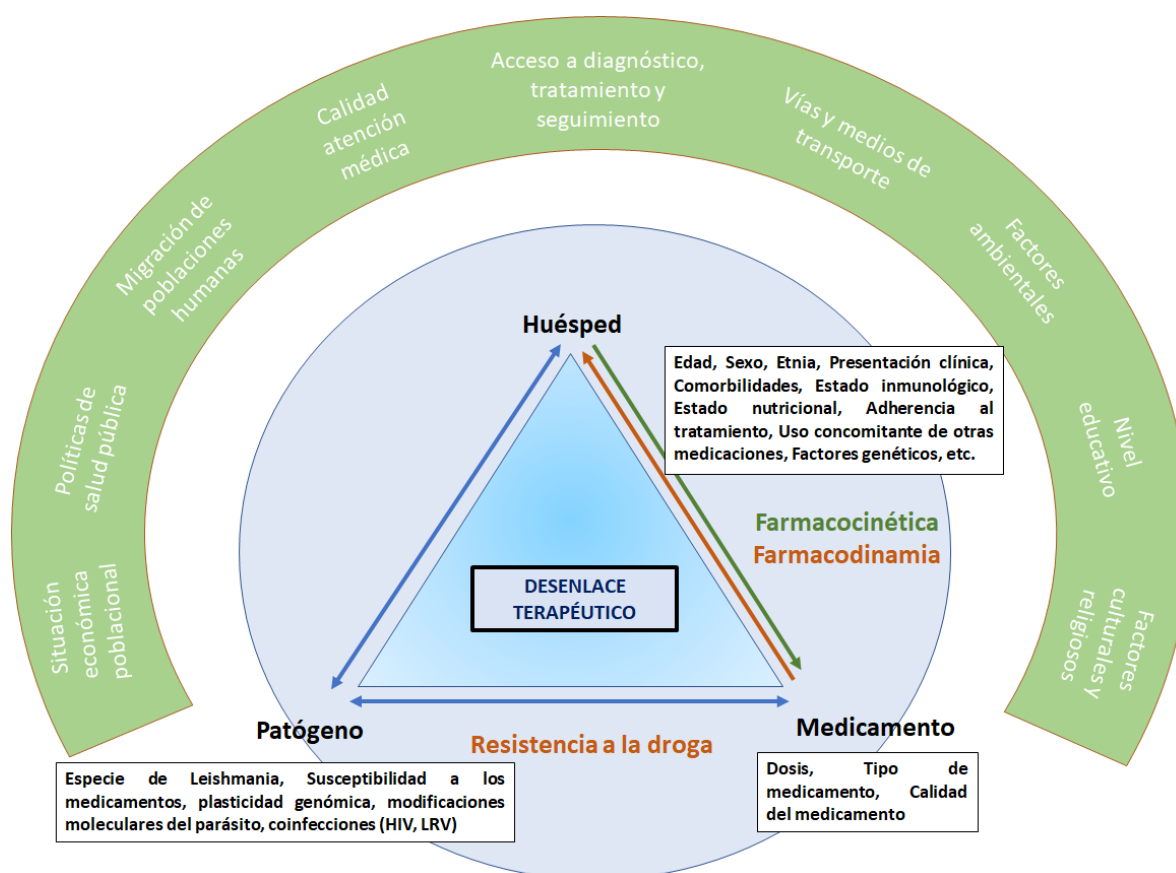 Situación
económica
poblacional
Políticas de
salud pública
Migración de
poblaciones
humanas
Calidad
atención
médica
Acceso a diagnóstico,
tratamiento y
seguimiento
Vías y medios de
transporte
Factores
ambientales
Nivel
educativo
Factores
culturales y
religiosos
Huésped
Edad, Sexo, Etnia, Presentación clínica,
Comorbilidades, Estado inmunológico,
Estado nutricional, Adherencia al
tratamiento, Uso concomitante de otras
medicaciones, Factores genéticos, etc.
Farmacocinética
Farmacodinamia
DESENLACE
TERAPÉUTICO
Patógeno
Resistencia a la droga
Medicamento
Especie de Leishmania, Susceptibilidad a los
medicamentos, plasticidad genómica, modificaciones
moleculares del parásito, coinfecciones (HIV, LRV)
Dosis, Tipo de
medicamento, Calidad
del medicamento